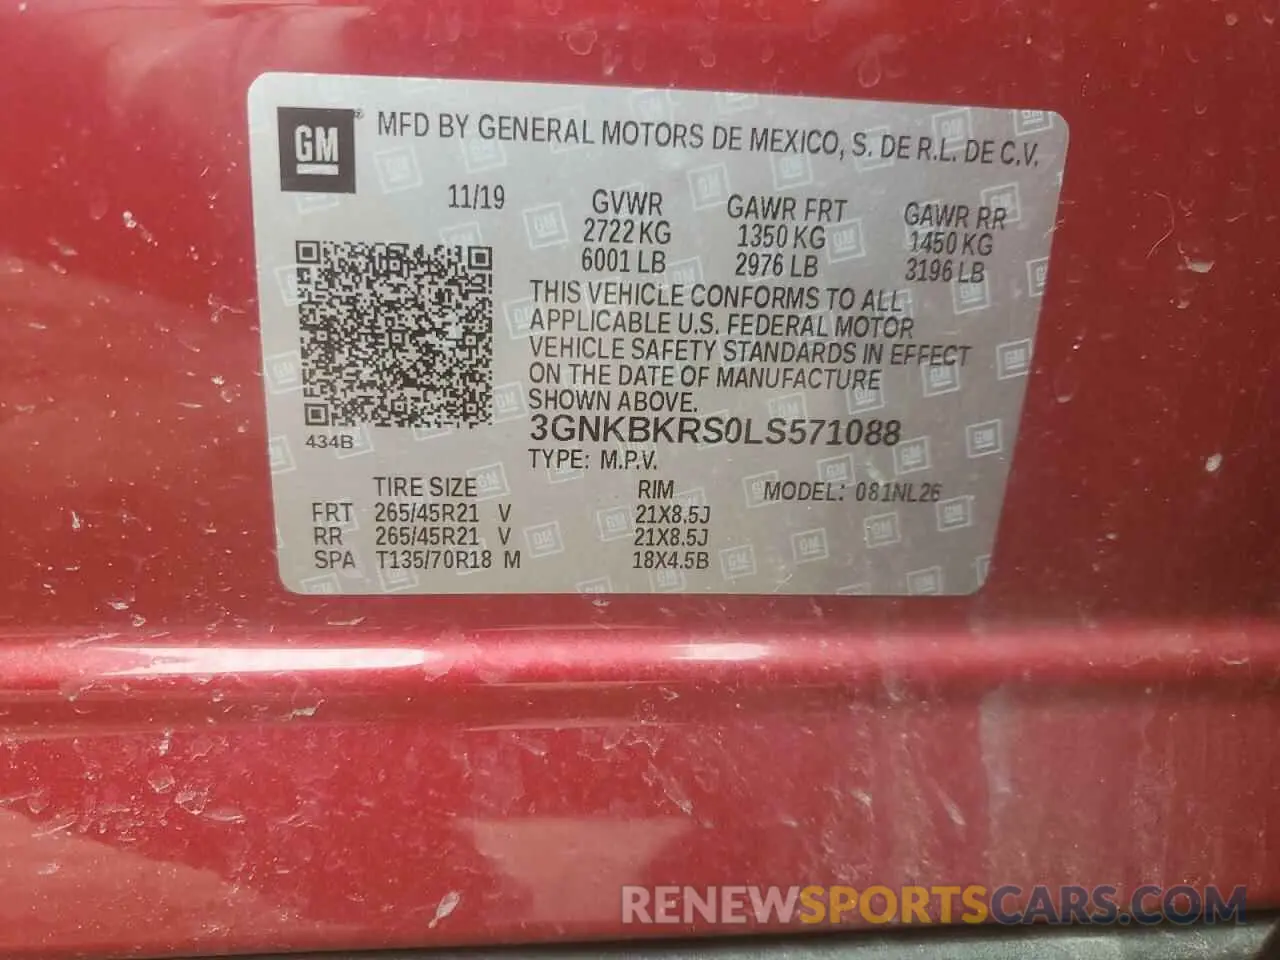 GM® MFD BY GENERAL MOTORS DE MEXICO, S. DE R.L. DE C.V.
11/19 GVWR GAWR FRT GAWR RR
2722 KG 1350 KG 1450 KG
6001 LB 2976 LB 3196 LB
THIS VEHICLE CONFORMS TO ALL
APPLICABLE U.S. FEDERAL MOTOR
VEHICLE SAFETY STANDARDS IN EFFECT
ON THE DATE OF MANUFACTURE
SHOWN ABOVE.
434B 3GNKBKRS0LS571088
TYPE: M.P.V.
TIRE SIZE RIM MODEL: 081NL26
FRT 265/45R21 V 21X8.5J
RR 265/45R21 V 21X8.5J
SPA T135/70R18 M 18X4.5B
RENEWSPORTSCARS.COM